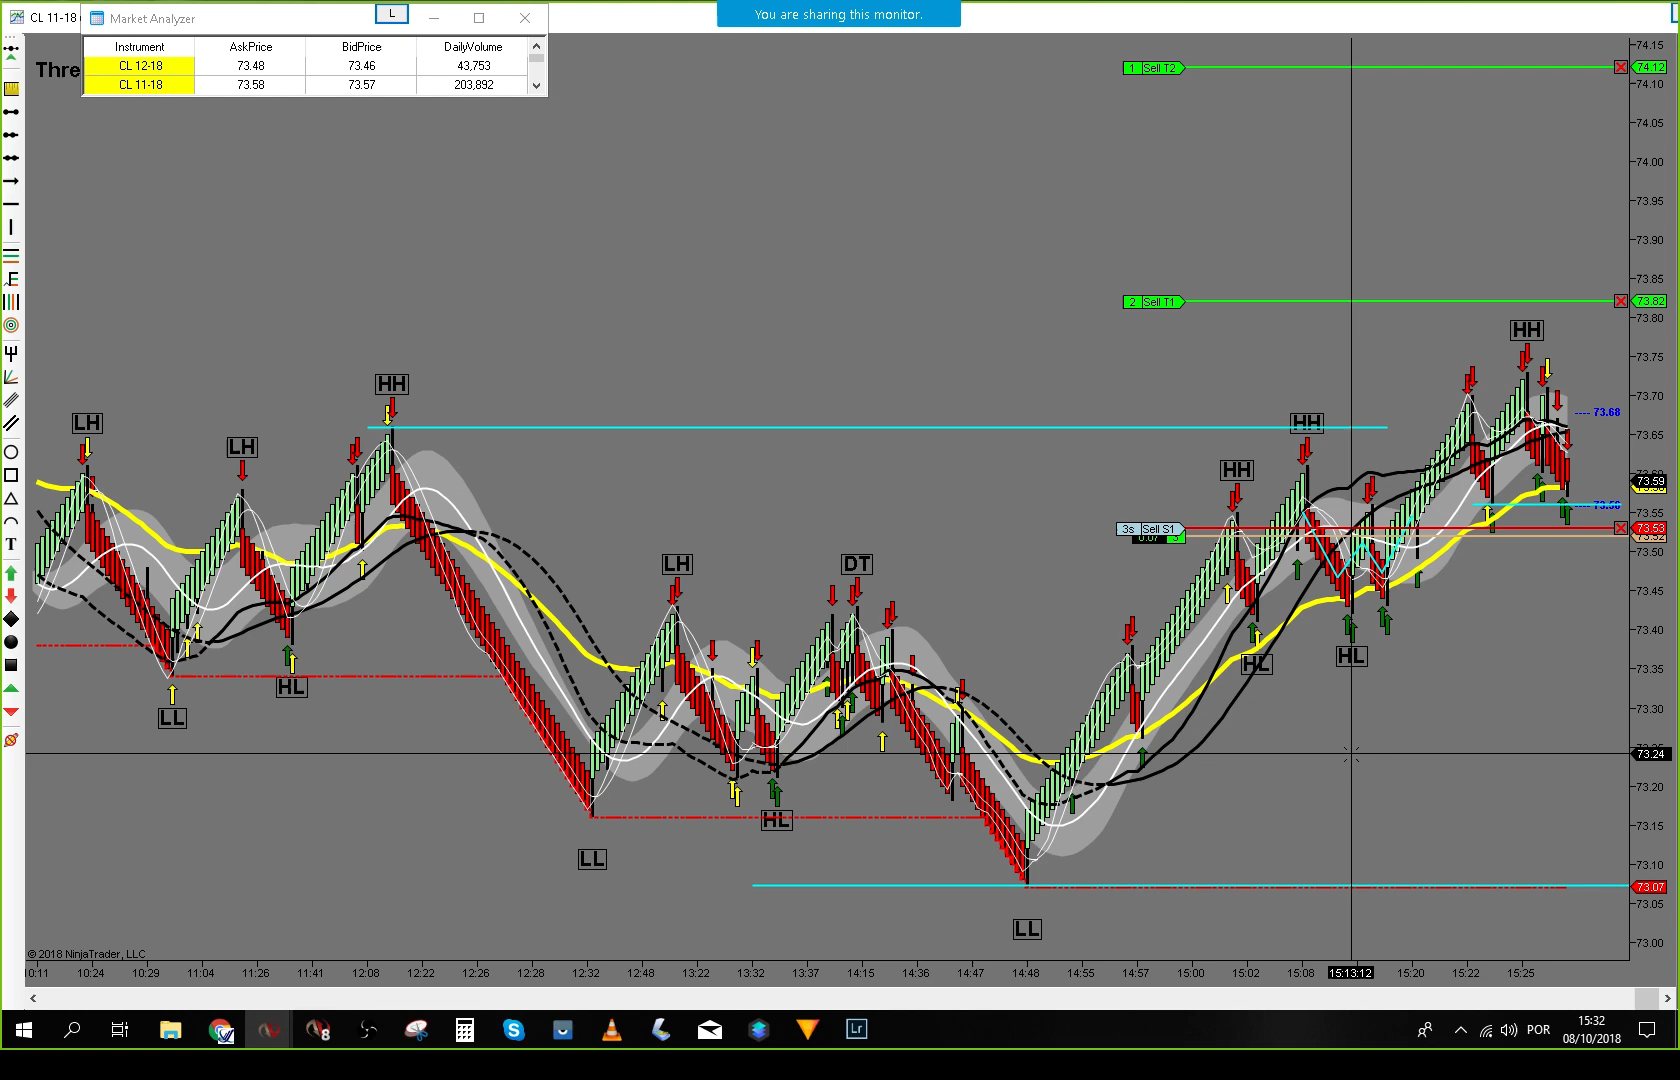 You are sharing this monitor.
CL 11-18
Market Analyzer
L
Instrument AskPrice BidPrice DailyVolume
CL 12-18 73.48 73.46 43,753
CL 11-18 73.58 73.57 203,892
Thre
74.15
1 Sell T2 74.12
74.10
74.05
74.00
73.95
73.90
73.85
2 Sell T1 73.82
73.80
HH
73.75
HH
73.70
73.68
LH
HH
LH
73.65
HH
73.59
73.55
3s Sell S1 73.53
0.07 3 73.52
73.50
LH
DT
73.45
73.40
HL
HL
73.35
HL
LL
73.30
73.24
73.20
HL
73.15
LL
73.10
73.07
73.05
LL
73.00
© 2018 NinjaTrader, LLC
10:11 10:24 10:29 11:04 11:26 11:41 12:08 12:22 12:26 12:28 12:32 12:48 13:22 13:32 13:37 14:15 14:36 14:47 14:48 14:55 14:57 15:00 15:02 15:08 15:13:12 15:20 15:22 15:25
8
Lr
POR
15:32
08/10/2018